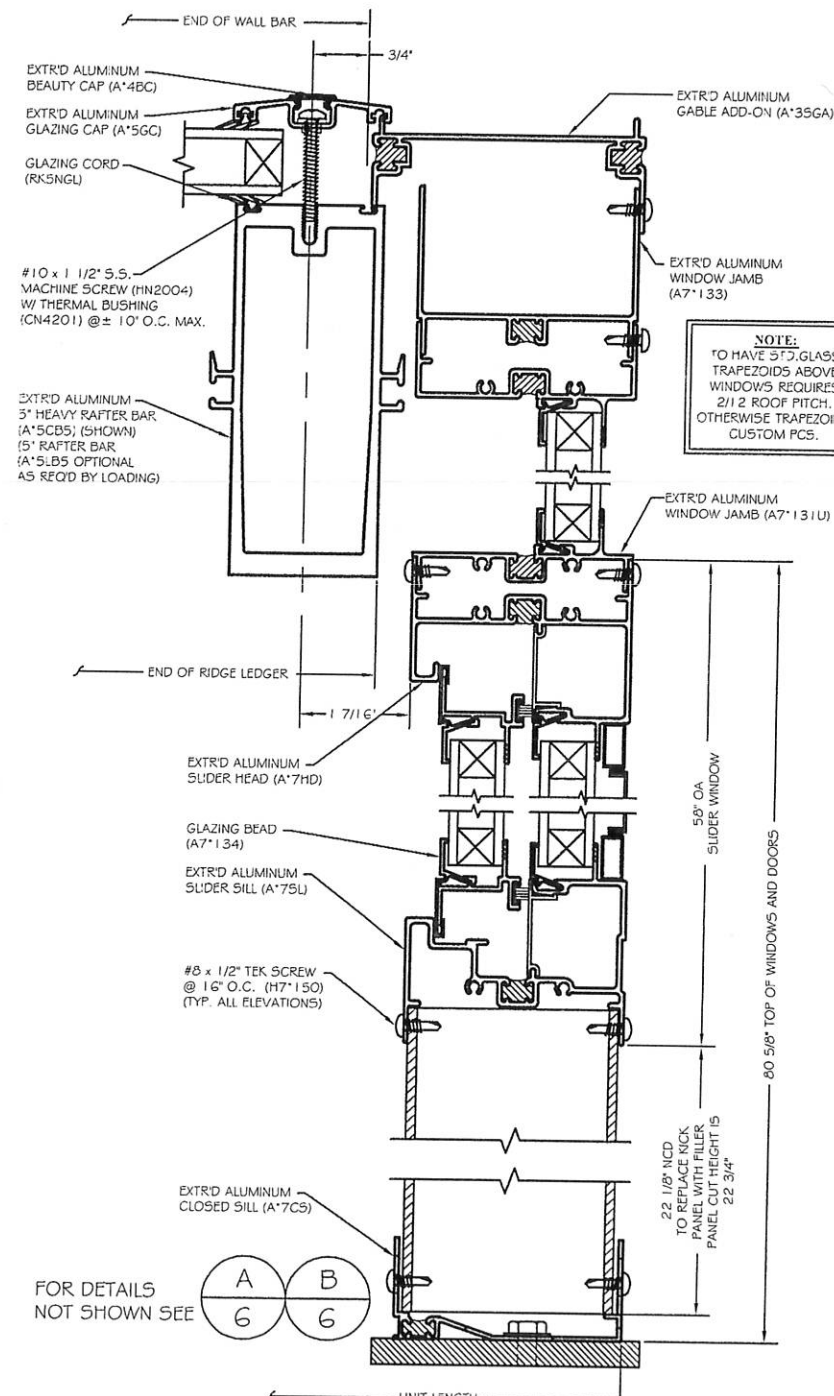 END OF WALL BAR
3/4"
EXTR'D ALUMINUM
BEAUTY CAP (A*4BC)
EXTR'D ALUMINUM
GLAZING CAP (A*5GC)
GLAZING CORD
(RK5NGL)
#10 x 1 1/2" S.S.
MACHINE SCREW (HN2004)
W/ THERMAL BUSHING
(CN4201) @± 10" O.C. MAX.
EXTR'D ALUMINUM
HEAVY RAFTER BAR
(A*5CB5) (SHOWN)
(5" RAFTER BAR
(A*5LB5 OPTIONAL
AS REQ'D BY LOADING)
EXTR'D ALUMINUM
GABLE ADD-ON (A*3SGA)
EXTR'D ALUMINUM
WINDOW JAMB
(A7*133)
NOTE:
TO HAVE STD.GLASS
TRAPEZOIDS ABOVE
WINDOWS REQUIRES
2/12 ROOF PITCH.
OTHERWISE
CUSTOM PCS.
EXTR'D ALUMINUM
WINDOW JAMB (A7*131U)
END OF RIDGE LEDGER
1 7/16"
EXTR'D ALUMINUM
SLIDER HEAD (A*7HD)
GLAZING BEAD
(A7*134)
EXTR'D ALUMINUM
SLIDER SILL (A*7SL)
#8 x 1/2" TEK SCREW
@ 16" O.C. (H7*150)
(TYP. ALL ELEVATIONS)
58" OA
SLIDER WINDOW
80 5/8" TOP OF WINDOWS AND DOORS
22 1/8" NCD
TO REPLACE KICK
PANEL WITH FILLER
PANEL CUT HEIGHT IS
22 3/4"
EXTR'D ALUMINUM
CLOSED SILL (A*7CS)
FOR DETAILS
NOT SHOWN SEE
A
6
B
6
UNIT LENGTH